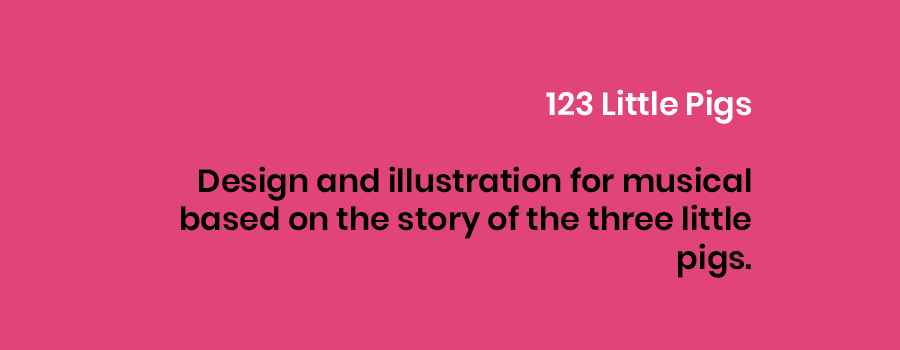 123 Little Pigs
Design and illustration for musical
based on the story of the three little
pigs.